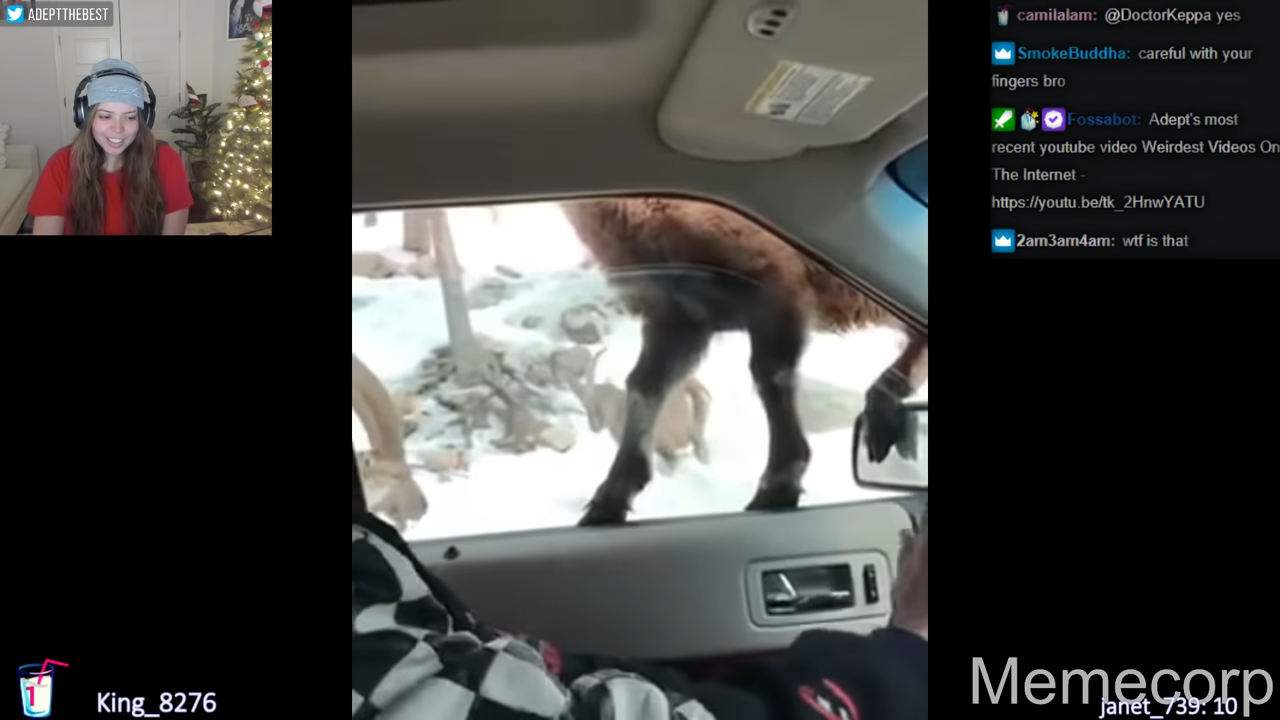 ADEPTTHEBEST
camilalam: @DoctorKeppa yes
SmokeBuddha: careful with your
fingers bro
Fossabot: Adept's most
recent youtube video Weirdest Videos On
The Internet -
https://youtu.be/tk_2HnwYATU
2am3am4am: wtf is that
1
King_8276
Memecorp
janet_739: 10